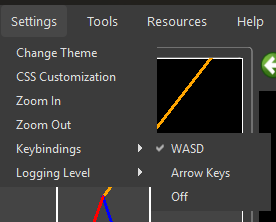 Settings Tools Resources Help
Change Theme
CSS Customization
Zoom In
Zoom Out
Keybindings
WASD
Logging Level
Arrow Keys
Off